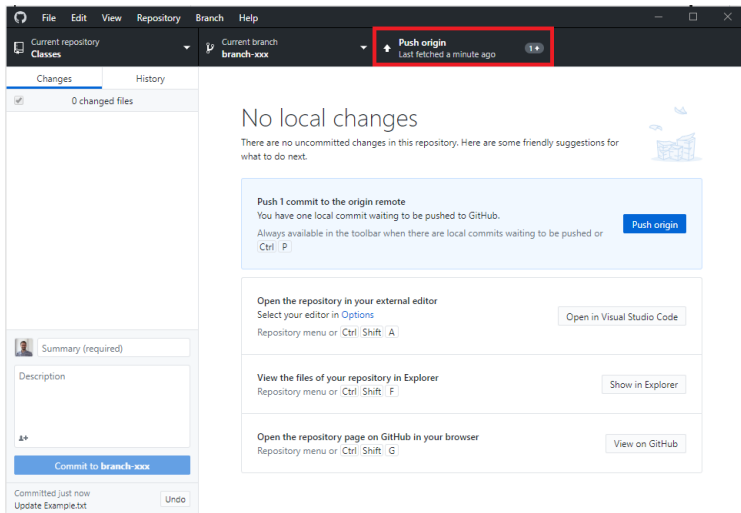 File Edit View Repository Branch Help
Current repository
Classes
Current branch
branch-xxx
Push origin
Last fetched a minute ago
1
Changes History
0 changed files
No local changes
There are no uncommitted changes in this repository. Here are some friendly suggestions for
what to do next.
Push 1 commit to the origin remote
You have one local commit waiting to be pushed to GitHub.
Always available in the toolbar when there are local commits waiting to be pushed or
Ctrl P
Push origin
Open the repository in your external editor
Select your editor in Options
Repository menu or Ctrl Shift A
Open in Visual Studio Code
View the files of your repository in Explorer
Repository menu or Ctrl Shift F
Show in Explorer
Open the repository page on GitHub in your browser
Repository menu or Ctrl Shift G
View on GitHub
Summary (required)
Description
Commit to branch-xxx
Committed just now
Update Example.txt
Undo